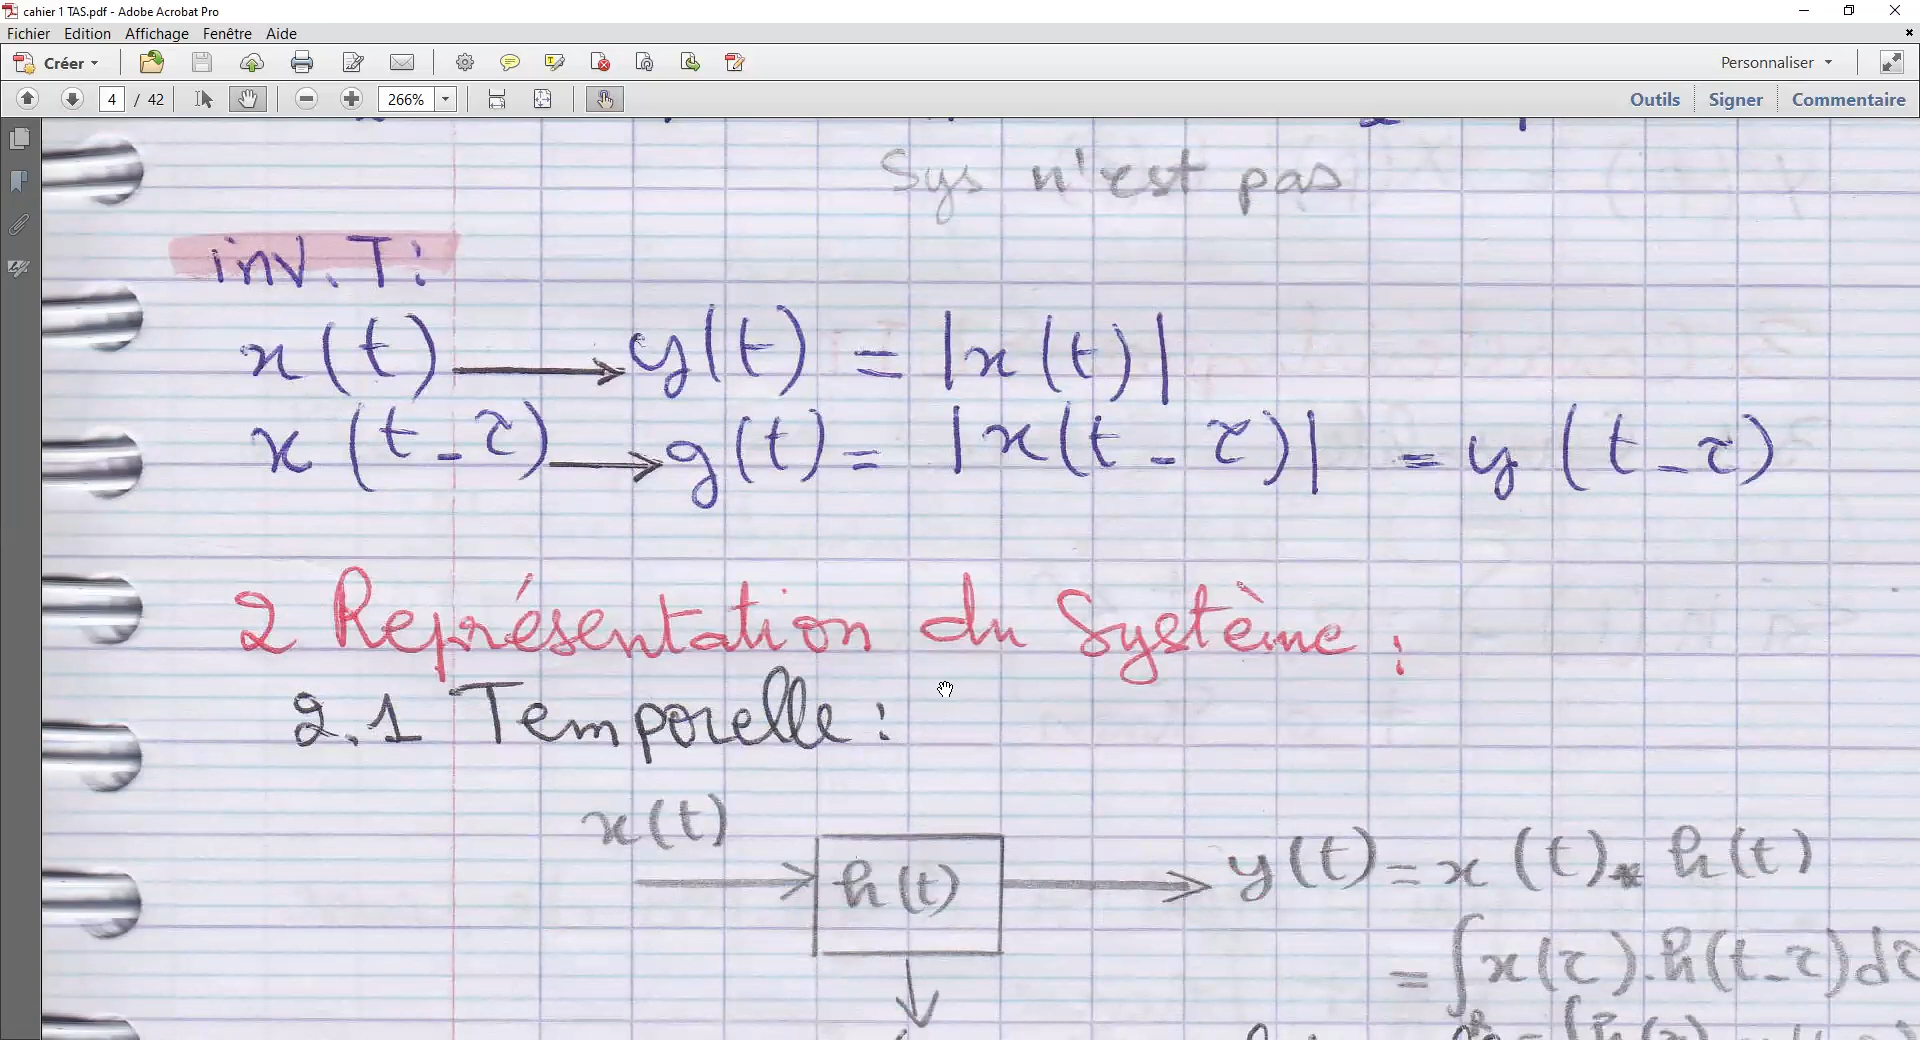 cahier 1 TAS.pdf - Adobe Acrobat Pro
Fichier Edition Affichage Fenêtre Aide
Créer
Personnaliser
4 / 42
266%
Outils Signer Commentaire
Sys n'est pas
inv. T:
x(t) → y(t) = |x(t)|
x(t-τ) → g(t) = |x(t-τ)| = y(t-τ)
2 Représentation du Système :
2.1 Temporelle :
x(t)
h(t)
y(t) = x(t) * h(t)
= ∫ x(τ).h(t-τ)dτ